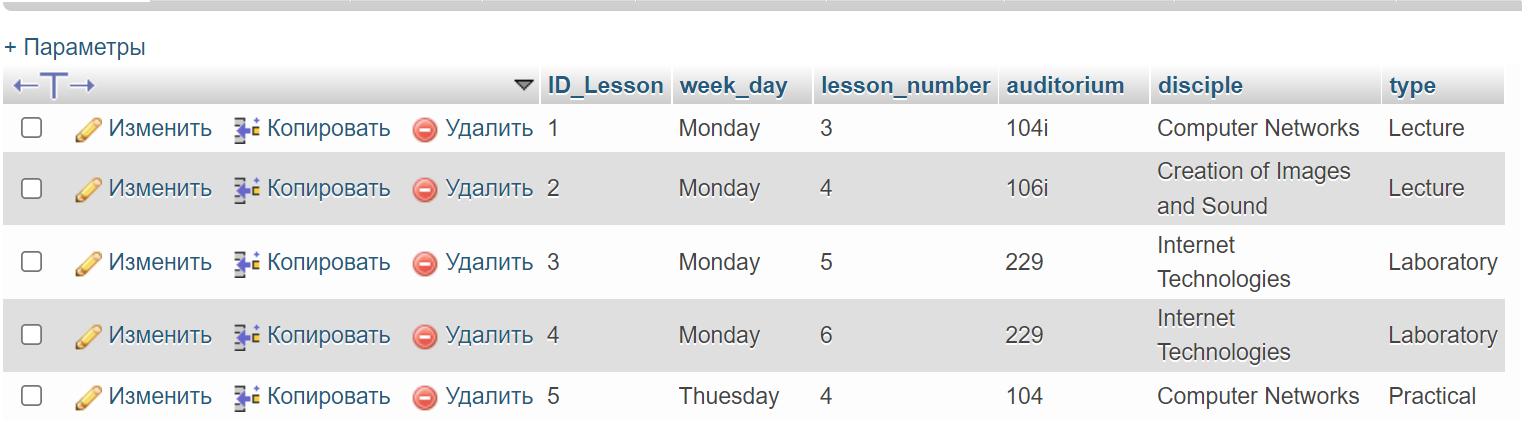 + Параметры
ID_Lesson week_day lesson_number auditorium disciple type
Изменить Копировать Удалить 1 Monday 3 104i Computer Networks Lecture
Изменить Копировать Удалить 2 Monday 4 106i Creation of Images and Sound Lecture
Изменить Копировать Удалить 3 Monday 5 229 Internet Technologies Laboratory
Изменить Копировать Удалить 4 Monday 6 229 Internet Technologies Laboratory
Изменить Копировать Удалить 5 Thuesday 4 104 Computer Networks Practical